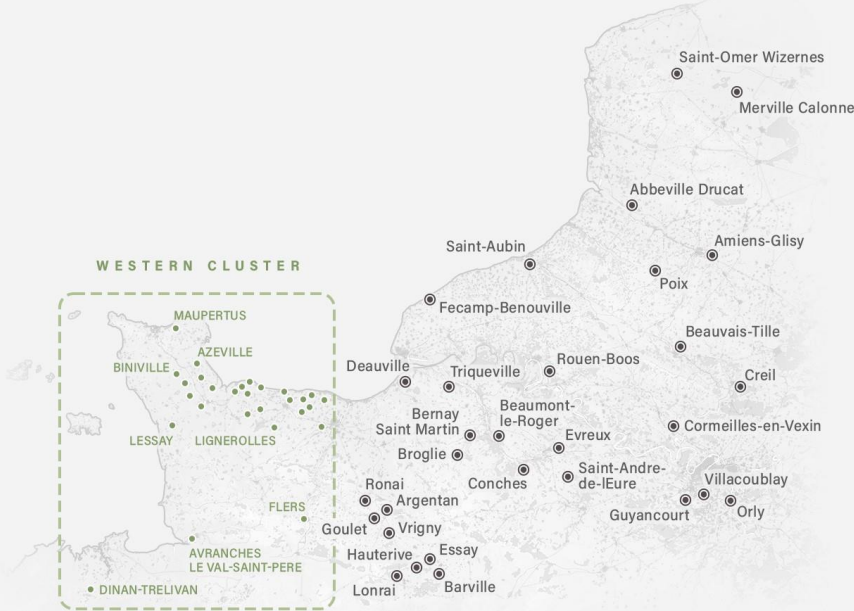 Saint-Omer Wizernes
Merville Calonne
Abbeville Drucat
Saint-Aubin
Amiens-Glisy
WESTERN CLUSTER
Poix
Fecamp-Benouville
MAUPERTUS
Beauvais-Tille
AZEVILLE
Rouen-Boos
BINIVILLE
Deauville
Triqueville
Creil
Beaumont-
le-Roger
Bernay
Saint Martin
Cormeilles-en-Vexin
LESSAY
LIGNEROLLES
Evreux
Broglie
Saint-Andre-
de-lEure
Conches
Ronai
Villacoublay
Argentan
FLERS
Guyancourt
Orly
Goulet
Vrigny
AVRANCHES
LE VAL-SAINT-PERE
Hauterive
Essay
DINAN-TRELIVAN
Lonrai
Barville